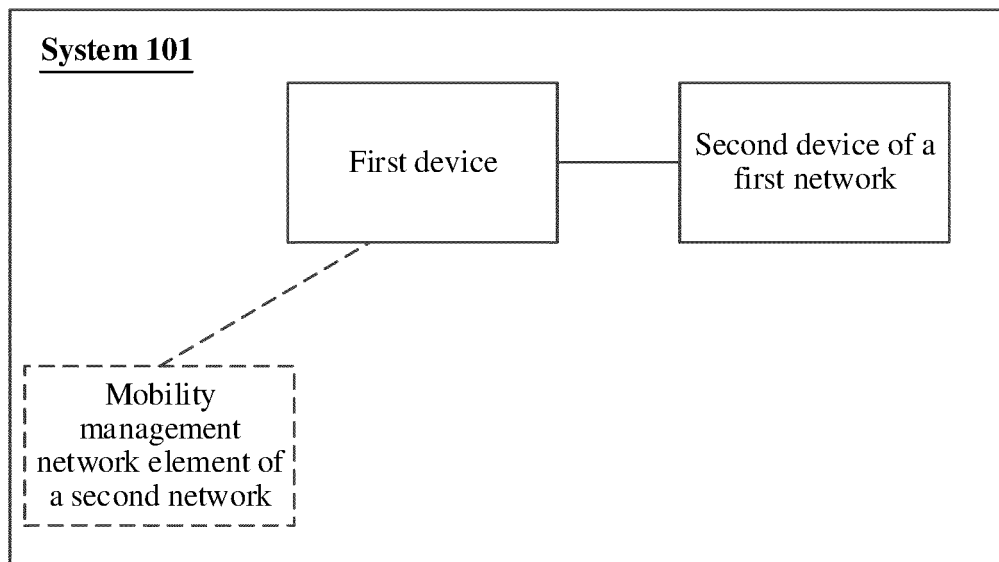 System 101
First device
Second device of a
first network
Mobility
management
network element of
a second network